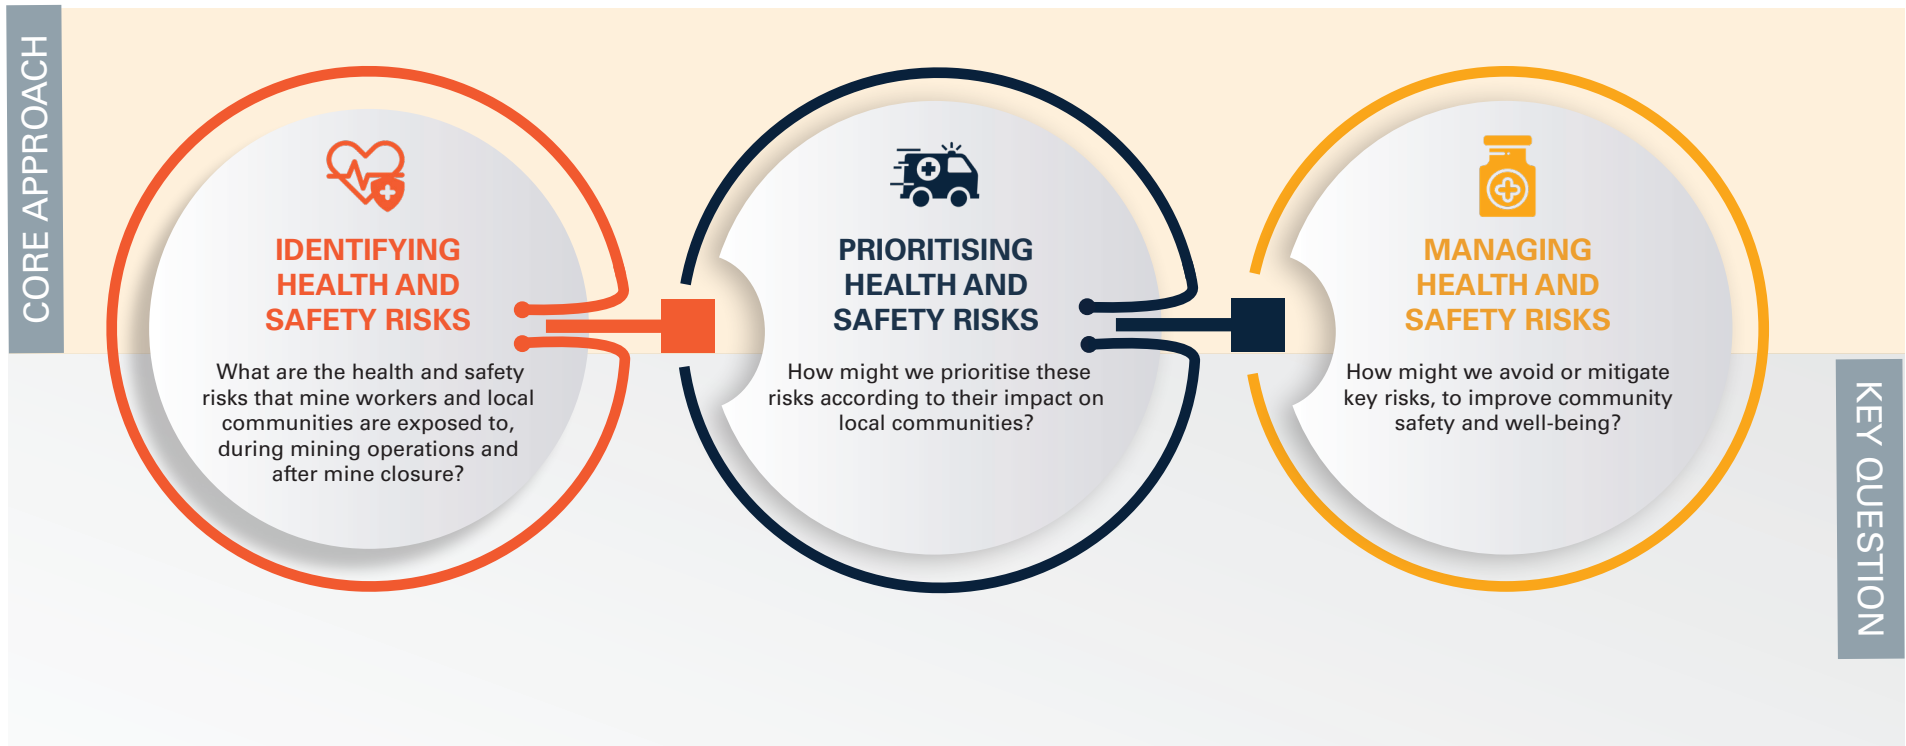 CORE APPROACH
IDENTIFYING
HEALTH AND
SAFETY RISKS
What are the health and safety
risks that mine workers and local
communities are exposed to,
during mining operations and
after mine closure?
PRIORITISING
HEALTH AND
SAFETY RISKS
How might we prioritise these
risks according to their impact on
local communities?
MANAGING
HEALTH AND
SAFETY RISKS
How might we avoid or mitigate
key risks, to improve community
safety and well-being?
KEY QUESTION